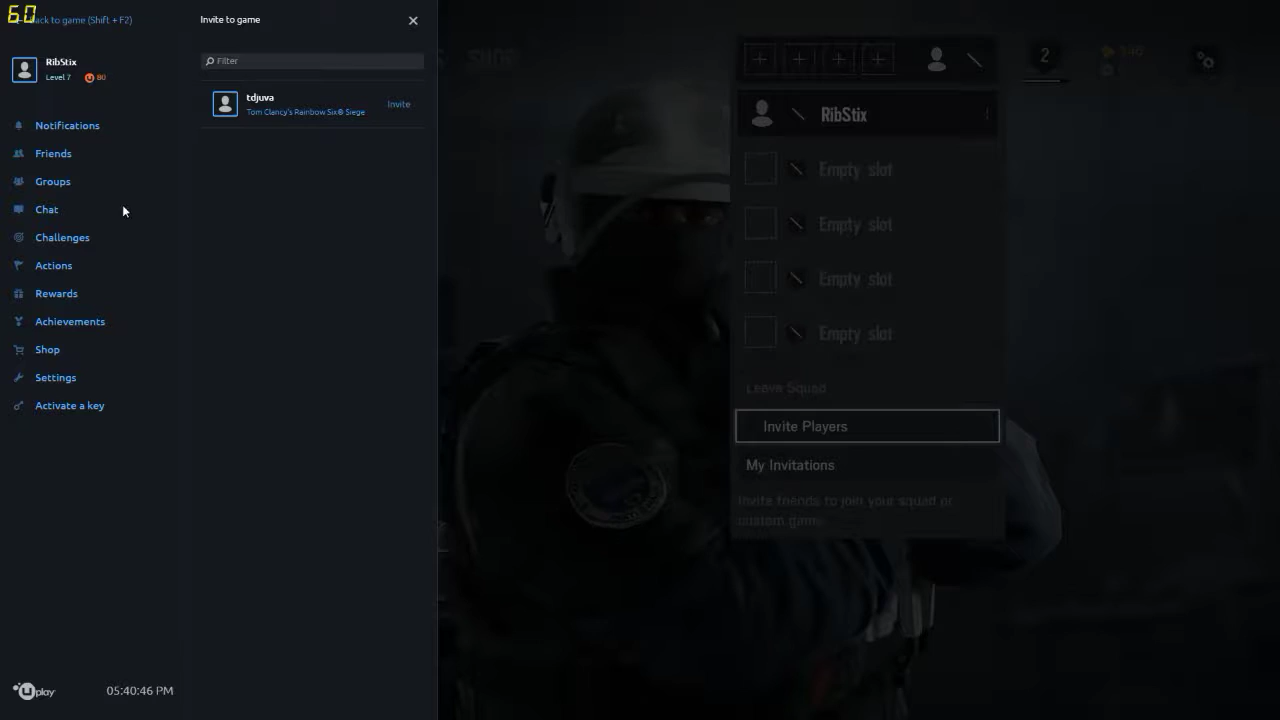 60
Back to game (Shift + F2)
Invite to game
RibStix
Level 7
80
Filter
tdjuva
Tom Clancy's Rainbow Six® Siege
Invite
Notifications
Friends
Groups
Chat
Challenges
Actions
Rewards
Achievements
Shop
Settings
Activate a key
Uplay
05:40:46 PM
SHOP
2
RibStix
Empty slot
Empty slot
Empty slot
Empty slot
Leave Squad
Invite Players
My Invitations
Invite friends to join your squad or
custom game